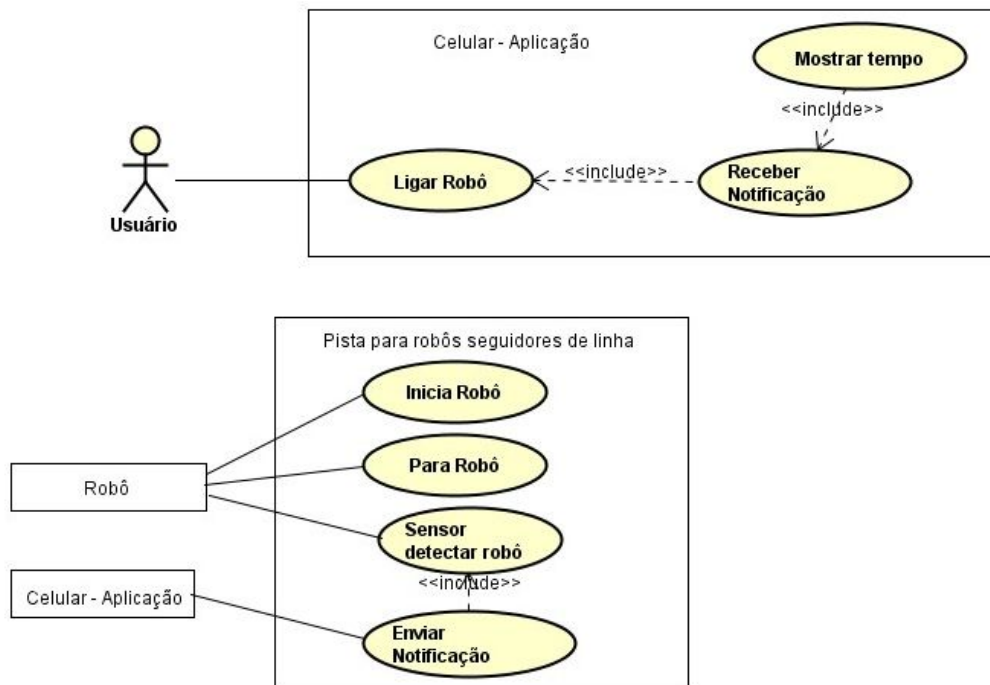 Celular - Aplicação
Mostrar tempo
<<include>>
Ligar Robô
<<include>>
Receber
Notificação
Usuário
Pista para robôs seguidores de linha
Inicia Robô
Para Robô
Robô
Sensor
detectar robô
<<include>>
Celular - Aplicação
Enviar
Notificação